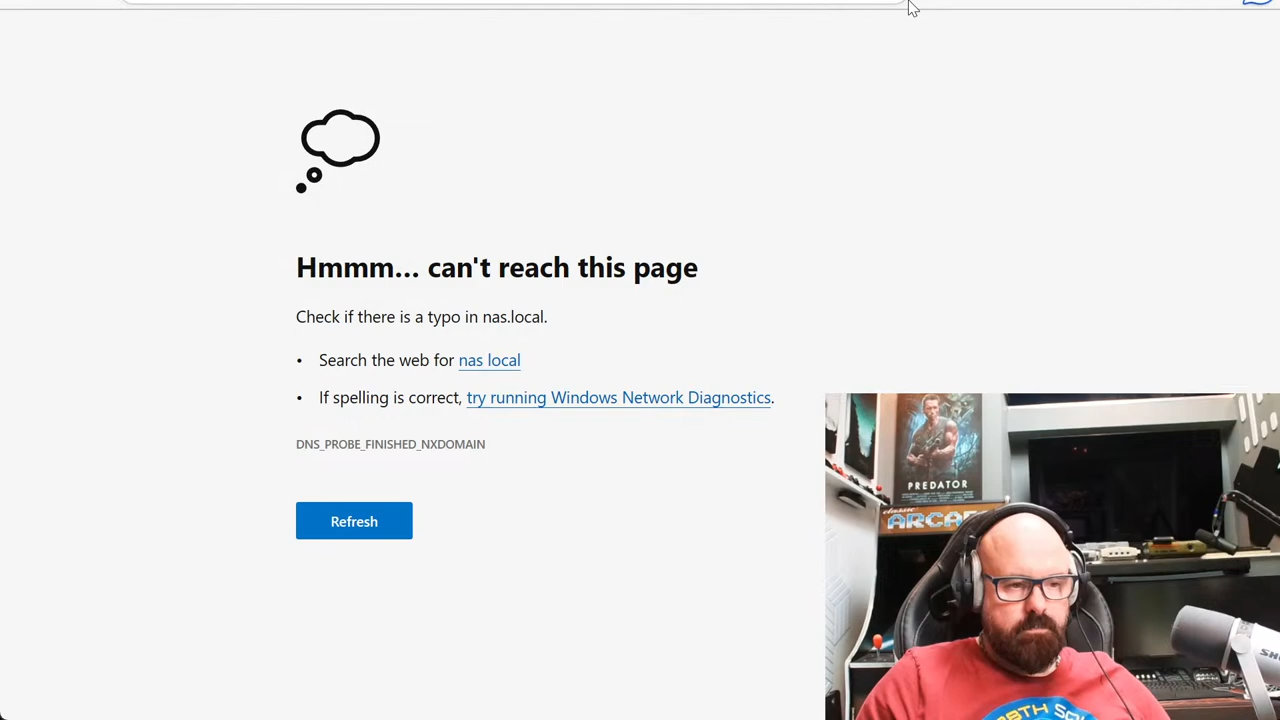 Hmmm... can't reach this page
Check if there is a typo in nas.local.
• Search the web for nas local
• If spelling is correct, try running Windows Network Diagnostics.
DNS_PROBE_FINISHED_NXDOMAIN
Refresh
PREDATOR
classic